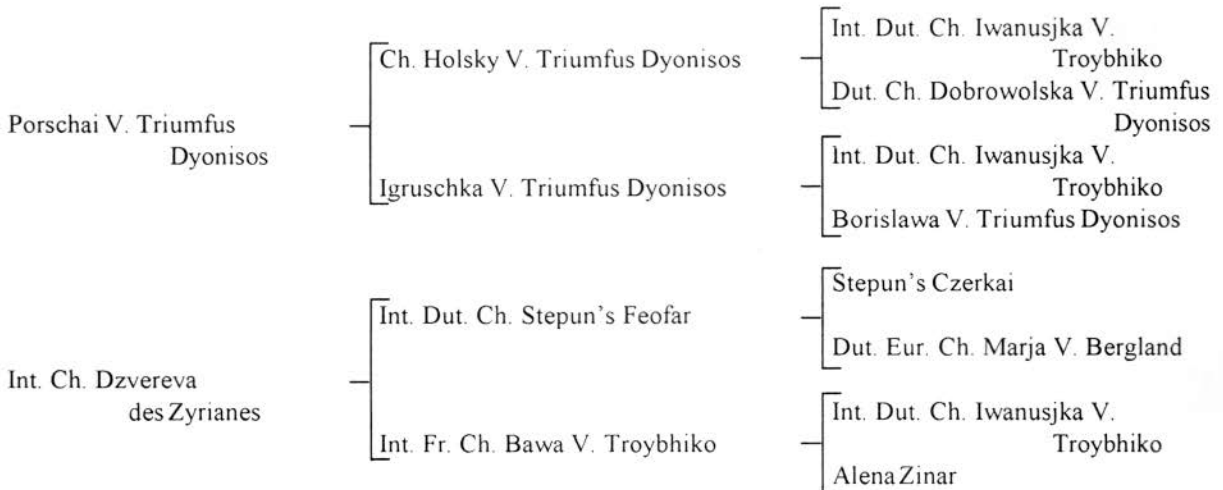 Int. Dut. Ch. Iwanusjka V.
Troybhiko
Ch. Holsky V. Triumfus Dyonisos
Dut. Ch. Dobrowolska V. Triumfus
Dyonisos
Porschai V. Triumfus
Dyonisos
Int. Dut. Ch. Iwanusjka V.
Troybhiko
Igruschka V. Triumfus Dyonisos
Borislawa V. Triumfus Dyonisos
Stepun's Czerkai
Int. Dut. Ch. Stepun's Feofar
Dut. Eur. Ch. Marja V. Bergland
Int. Ch. Dzvereva
des Zyrianes
Int. Dut. Ch. Iwanusjka V.
Troybhiko
Int. Fr. Ch. Bawa V. Troybhiko
Alena Zinar